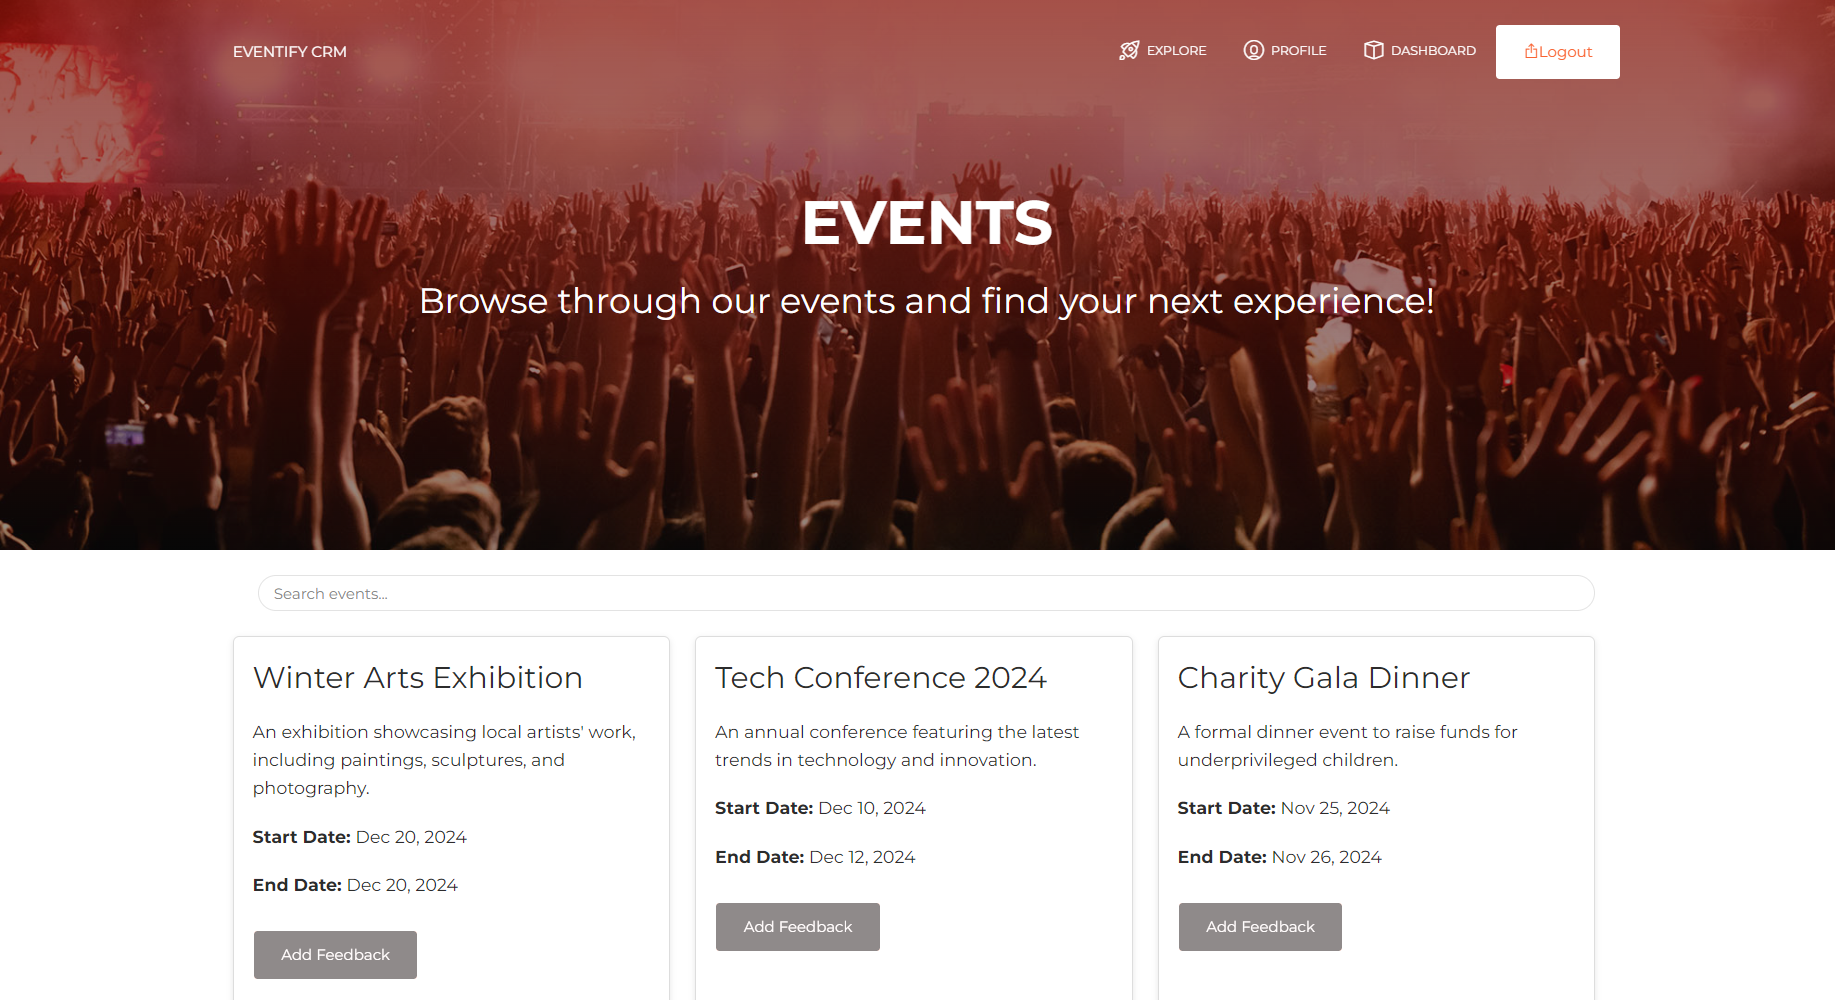 EVENTIFY CRM
EXPLORE
PROFILE
DASHBOARD
Logout
EVENTS
Browse through our events and find your next experience!
Search events...
Winter Arts Exhibition
An exhibition showcasing local artists' work,
including paintings, sculptures, and
photography.
Start Date: Dec 20, 2024
End Date: Dec 20, 2024
Add Feedback
Tech Conference 2024
An annual conference featuring the latest
trends in technology and innovation.
Start Date: Dec 10, 2024
End Date: Dec 12, 2024
Add Feedback
Charity Gala Dinner
A formal dinner event to raise funds for
underprivileged children.
Start Date: Nov 25, 2024
End Date: Nov 26, 2024
Add Feedback